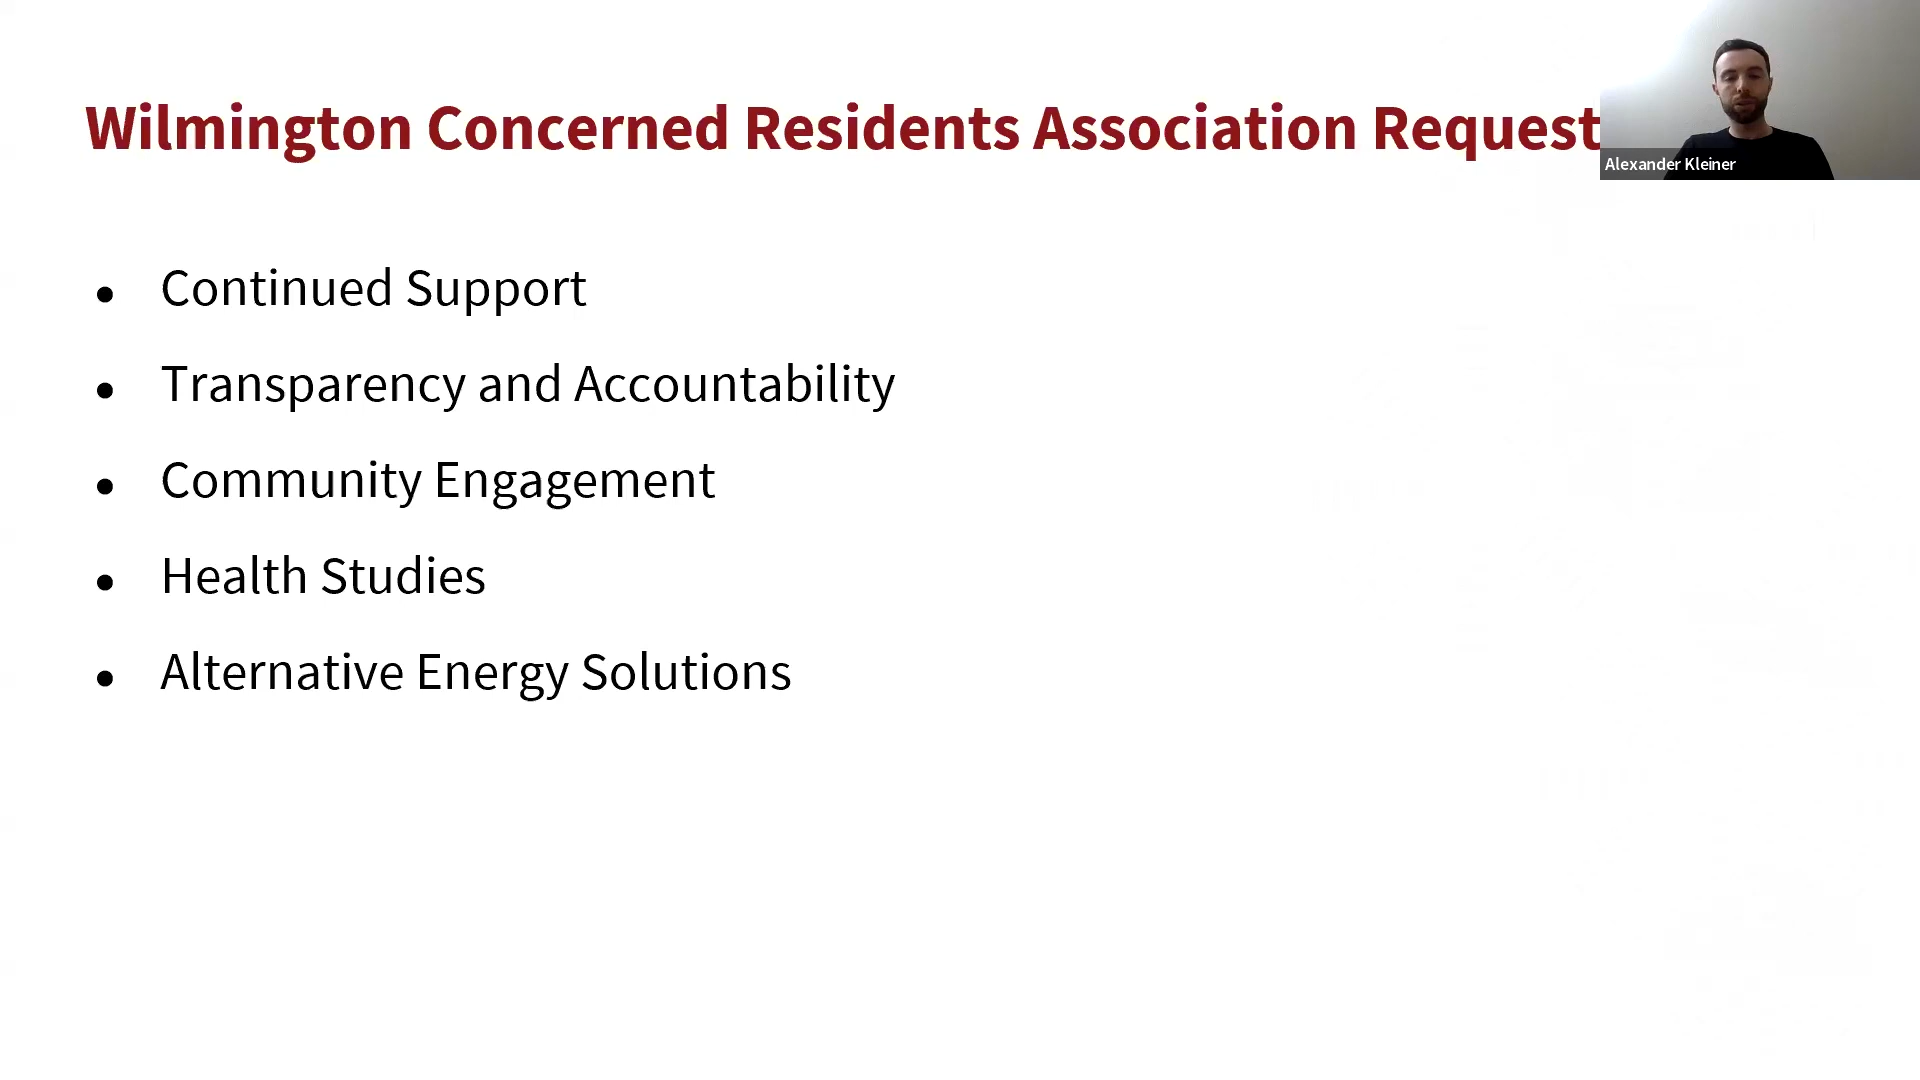 Wilmington Concerned Residents Association Request
Alexander Kleiner
• Continued Support
• Transparency and Accountability
• Community Engagement
• Health Studies
• Alternative Energy Solutions